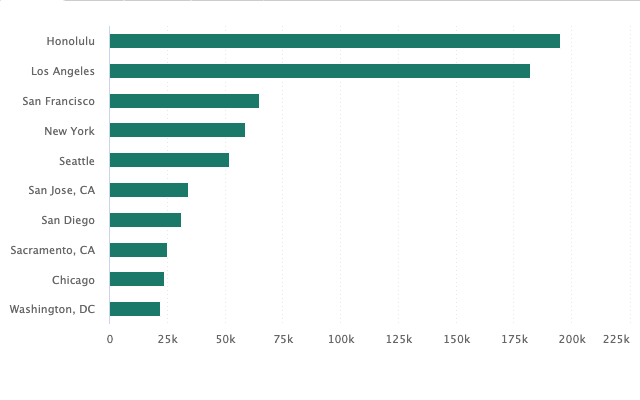 Honolulu
Los Angeles
San Francisco
New York
Seattle
San Jose, CA
San Diego
Sacramento, CA
Chicago
Washington, DC
0 25k 50k 75k 100k 125k 150k 175k 200k 225k